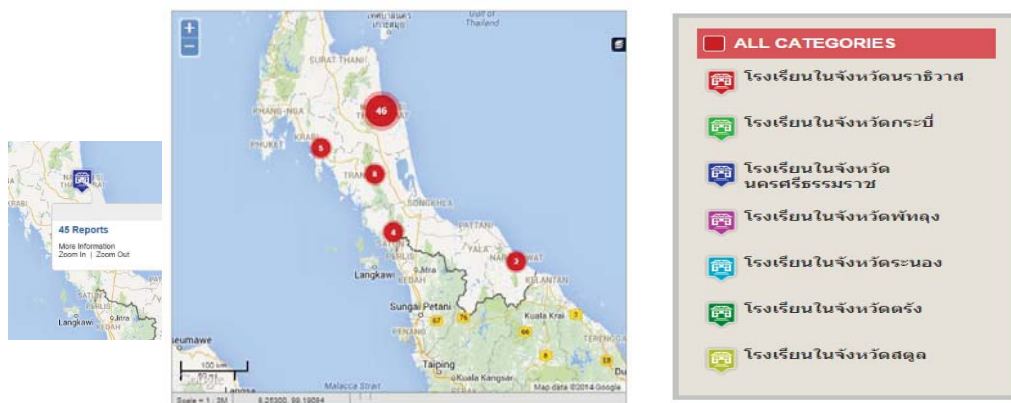 45 Reports
More Information
Zoom In | Zoom Out
Langkawi
KEDAH
SURAT THANI
Gulf of
Thailand
PHANG-NGA
KRABI
PHUKET
46
5
8
4
3
SONGKHLA
PATTANI
YALA
SATUN
PERLIS
Langkawi
KEDAH
KELANTAN
Sungai Petani
PENANG
Kuala Krai
Taiping
Kuala Kangsar
Malacca Strait
100 km
Map data ©2014 Google
ALL CATEGORIES
โรงเรียนในจังหวัดนราธิวาส
โรงเรียนในจังหวัดกระบี่
โรงเรียนในจังหวัด
นครศรีธรรมราช
โรงเรียนในจังหวัดพัทลุง
โรงเรียนในจังหวัดระนอง
โรงเรียนในจังหวัดตรัง
โรงเรียนในจังหวัดสตูล